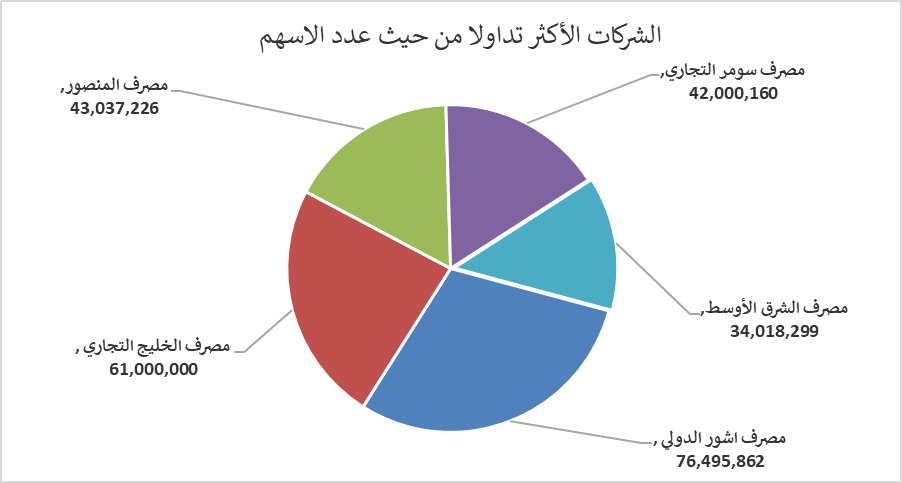 الشركات الأكثر تداولا من حيث عدد الاسهم
مصرف سومر التجاري,
42,000,160
مصرف المنصور,
43,037,226
مصرف الشرق الأوسط,
34,018,299
مصرف الخليج التجاري ,
61,000,000
مصرف اشور الدولي ,
76,495,862